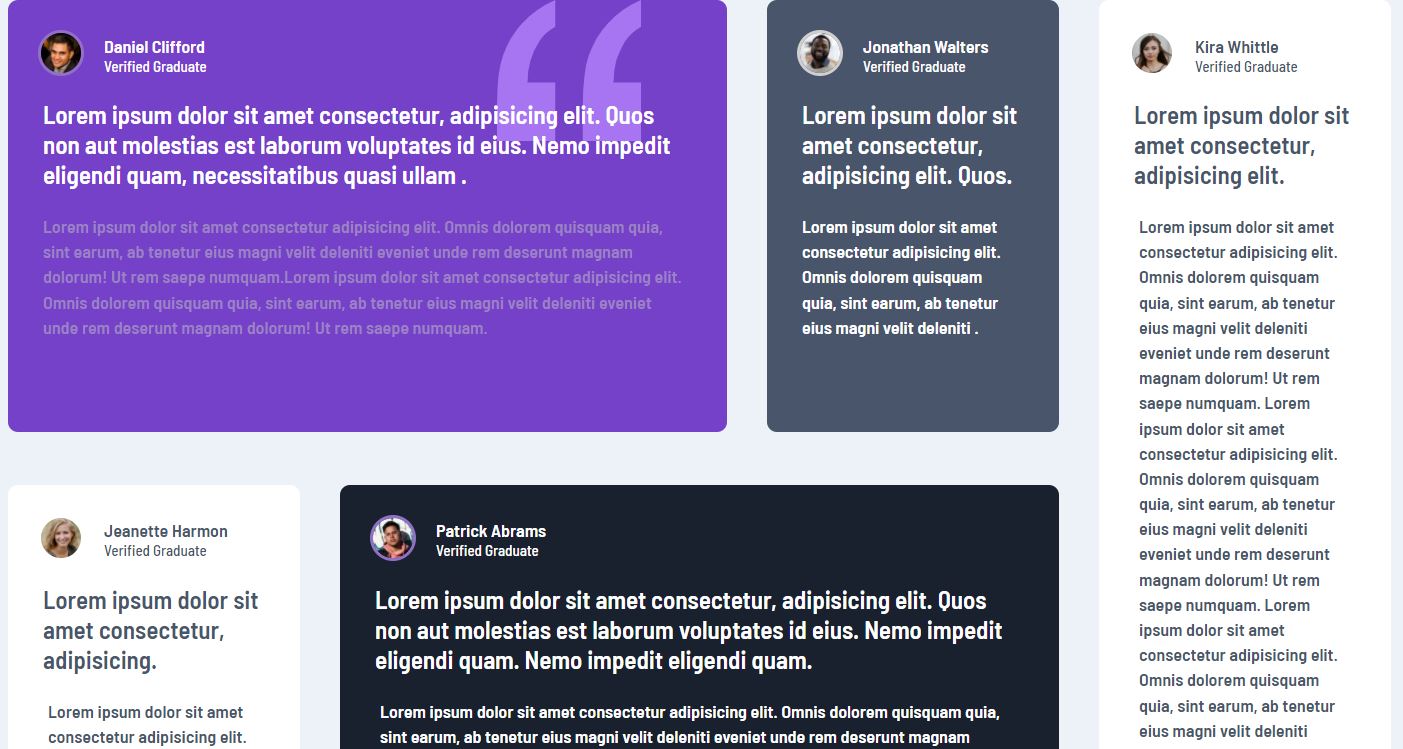 Daniel Clifford
Verified Graduate
Lorem ipsum dolor sit amet consectetur, adipisicing elit. Quos
non aut molestias est laborum voluptates id eius. Nemo impedit
eligendi quam, necessitatibus quasi ullam .
Lorem ipsum dolor sit amet consectetur adipisicing elit. Omnis dolorem quisquam quia,
sint earum, ab tenetur eius magni velit deleniti eveniet unde rem deserunt magnam
dolorum! Ut rem saepe numquam.Lorem ipsum dolor sit amet consectetur adipisicing elit.
Omnis dolorem quisquam quia, sint earum, ab tenetur eius magni velit deleniti eveniet
unde rem deserunt magnam dolorum! Ut rem saepe numquam.
Jonathan Walters
Verified Graduate
Lorem ipsum dolor sit
amet consectetur,
adipisicing elit. Quos.
Lorem ipsum dolor sit amet
consectetur adipisicing elit.
Omnis dolorem quisquam
quia, sint earum, ab tenetur
eius magni velit deleniti .
Kira Whittle
Verified Graduate
Lorem ipsum dolor sit
amet consectetur,
adipisicing elit.
Lorem ipsum dolor sit amet
consectetur adipisicing elit.
Omnis dolorem quisquam
quia, sint earum, ab tenetur
eius magni velit deleniti
eveniet unde rem deserunt
magnam dolorum! Ut rem
saepe numquam. Lorem
ipsum dolor sit amet
consectetur adipisicing elit.
Omnis dolorem quisquam
quia, sint earum, ab tenetur
eius magni velit deleniti
eveniet unde rem deserunt
magnam dolorum! Ut rem
saepe numquam. Lorem
ipsum dolor sit amet
consectetur adipisicing elit.
Omnis dolorem quisquam
quia, sint earum, ab tenetur
eius magni velit deleniti
Jeanette Harmon
Verified Graduate
Lorem ipsum dolor sit
amet consectetur,
adipisicing.
Lorem ipsum dolor sit amet
consectetur adipisicing elit.
Patrick Abrams
Verified Graduate
Lorem ipsum dolor sit amet consectetur, adipisicing elit. Quos
non aut molestias est laborum voluptates id eius. Nemo impedit
eligendi quam. Nemo impedit eligendi quam.
Lorem ipsum dolor sit amet consectetur adipisicing elit. Omnis dolorem quisquam quia,
sint earum, ab tenetur eius magni velit deleniti eveniet unde rem deserunt magnam